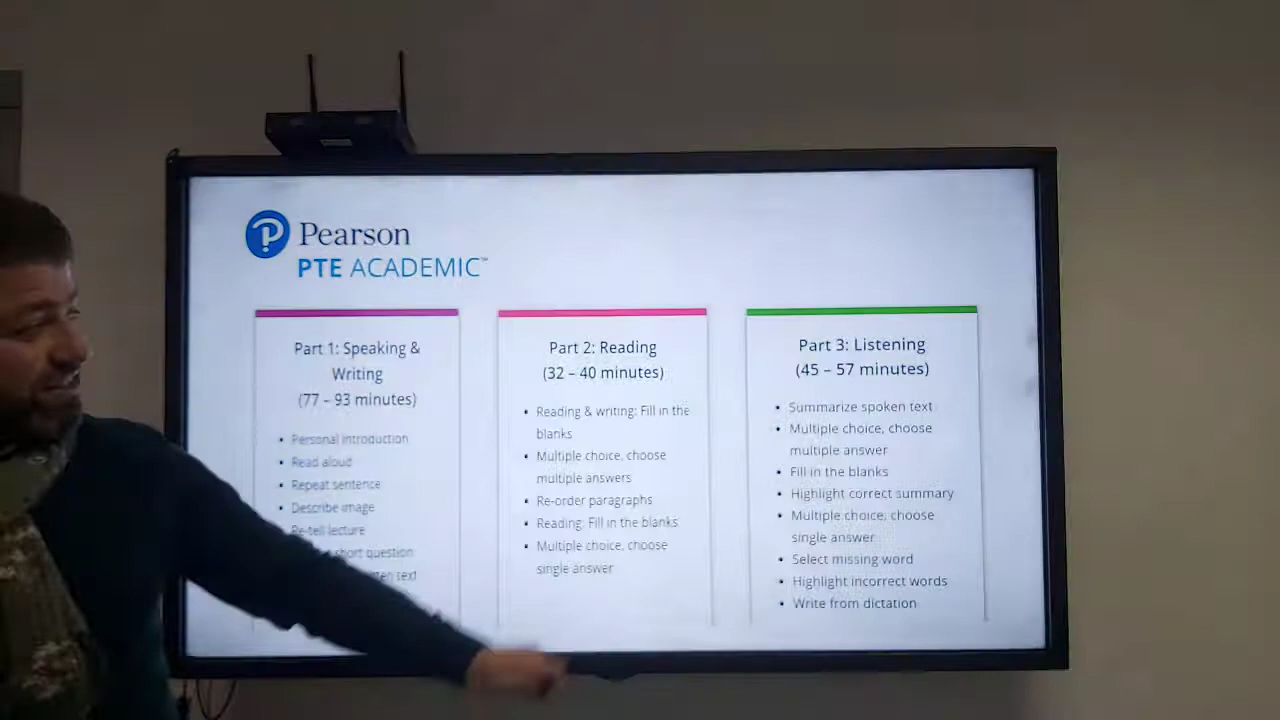 Pearson
PTE ACADEMIC™
Part 1: Speaking &
Writing
(77 – 93 minutes)
• Personal introduction
• Read aloud
• Repeat sentence
• Describe image
Re-tell lecture
short question
text
Part 2: Reading
(32 – 40 minutes)
• Reading & writing: Fill in the
blanks
• Multiple choice, choose
multiple answers
• Re-order paragraphs
• Reading: Fill in the blanks
• Multiple choice, choose
single answer
Part 3: Listening
(45 – 57 minutes)
• Summarize spoken text
• Multiple choice, choose
multiple answer
• Fill in the blanks
• Highlight correct summary
• Multiple choice, choose
single answer
• Select missing word
• Highlight incorrect words
• Write from dictation